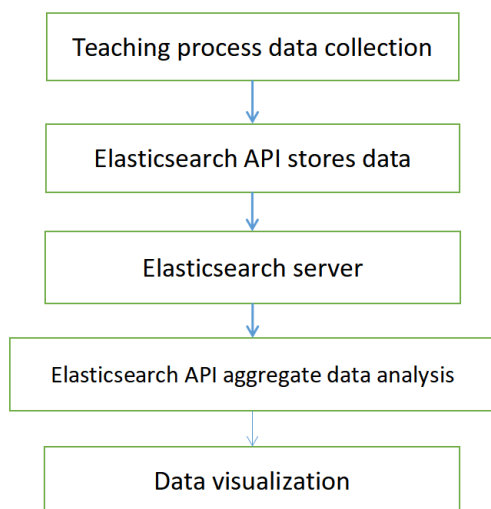 Teaching process data collection
Elasticsearch API stores data
Elasticsearch server
Elasticsearch API aggregate data analysis
Data visualization